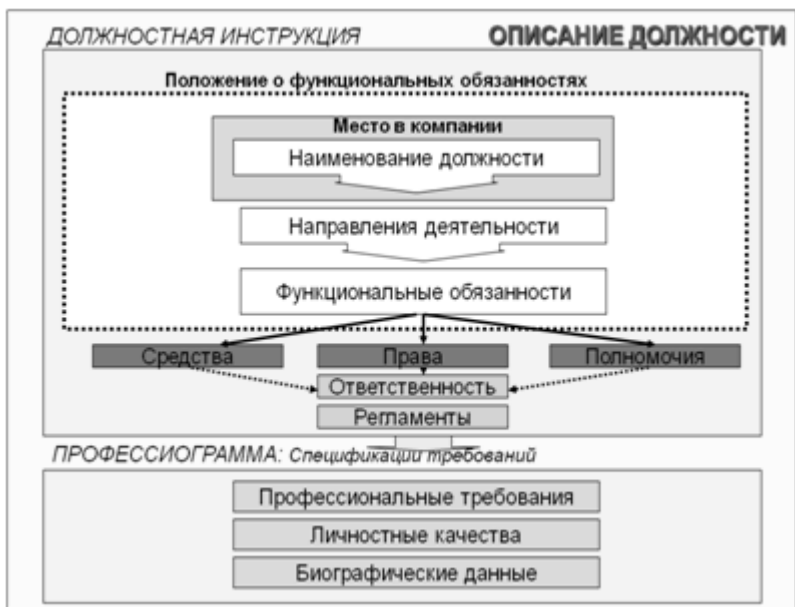 ДОЛЖНОСТНАЯ ИНСТРУКЦИЯ
ОПИСАНИЕ ДОЛЖНОСТИ
Положение о функциональных обязанностях
Место в компании
Наименование должности
Направления деятельности
Функциональные обязанности
Средства
Права
Полномочия
Ответственность
Регламенты
ПРОФЕССИОГРАММА: Спецификации требований
Профессиональные требования
Личностные качества
Биографические данные